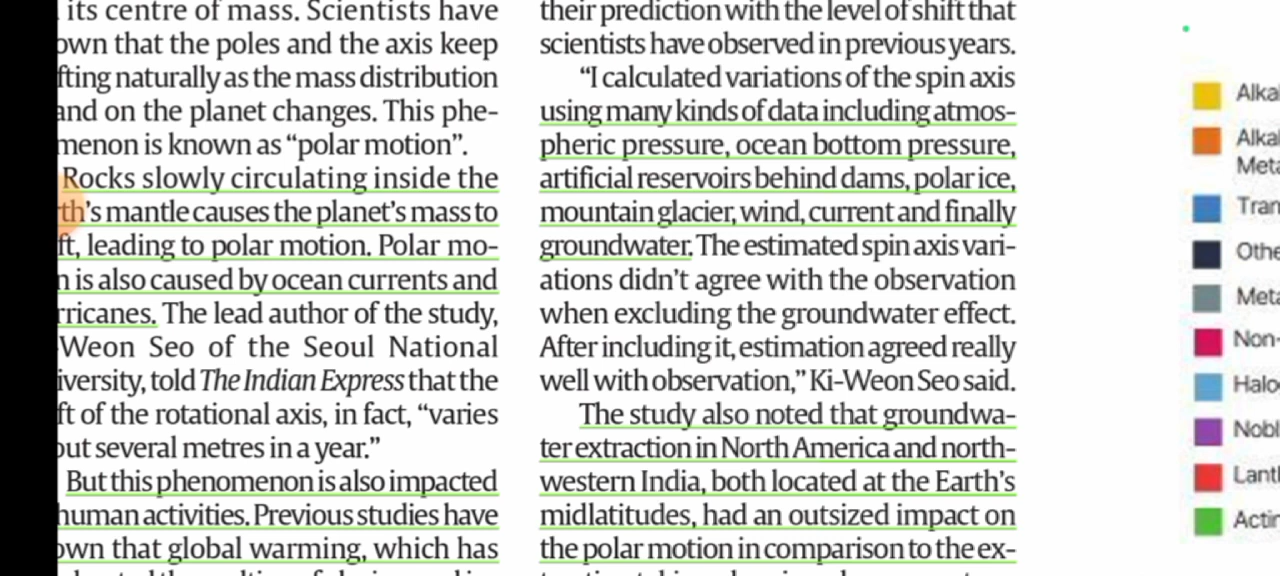 its centre of mass. Scientists have
own that the poles and the axis keep
fting naturally as the mass distribution
and on the planet changes. This phe-
menon is known as “polar motion”.
Rocks slowly circulating inside the
th’s mantle causes the planet’s mass to
ft, leading to polar motion. Polar mo-
n is also caused by ocean currents and
rricanes. The lead author of the study,
-Weon Seo of the Seoul National
iversity, told The Indian Express that the
ft of the rotational axis, in fact, “varies
out several metres in a year.”
But this phenomenon is also impacted
human activities. Previous studies have
own that global warming, which has
their prediction with the level of shift that
scientists have observed in previous years.
“I calculated variations of the spin axis
using many kinds of data including atmos-
pheric pressure, ocean bottom pressure,
artificial reservoirs behind dams, polar ice,
mountain glacier, wind, current and finally
groundwater. The estimated spin axis vari-
ations didn’t agree with the observation
when excluding the groundwater effect.
After including it, estimation agreed really
well with observation,” Ki-Weon Seo said.
The study also noted that groundwa-
ter extraction in North America and north-
western India, both located at the Earth’s
midlatitudes, had an outsized impact on
the polar motion in comparison to the ex-
Alka
Alka
Meta
Tran
Othe
Meta
Non-
Halo
Nobl
Lant
Actin